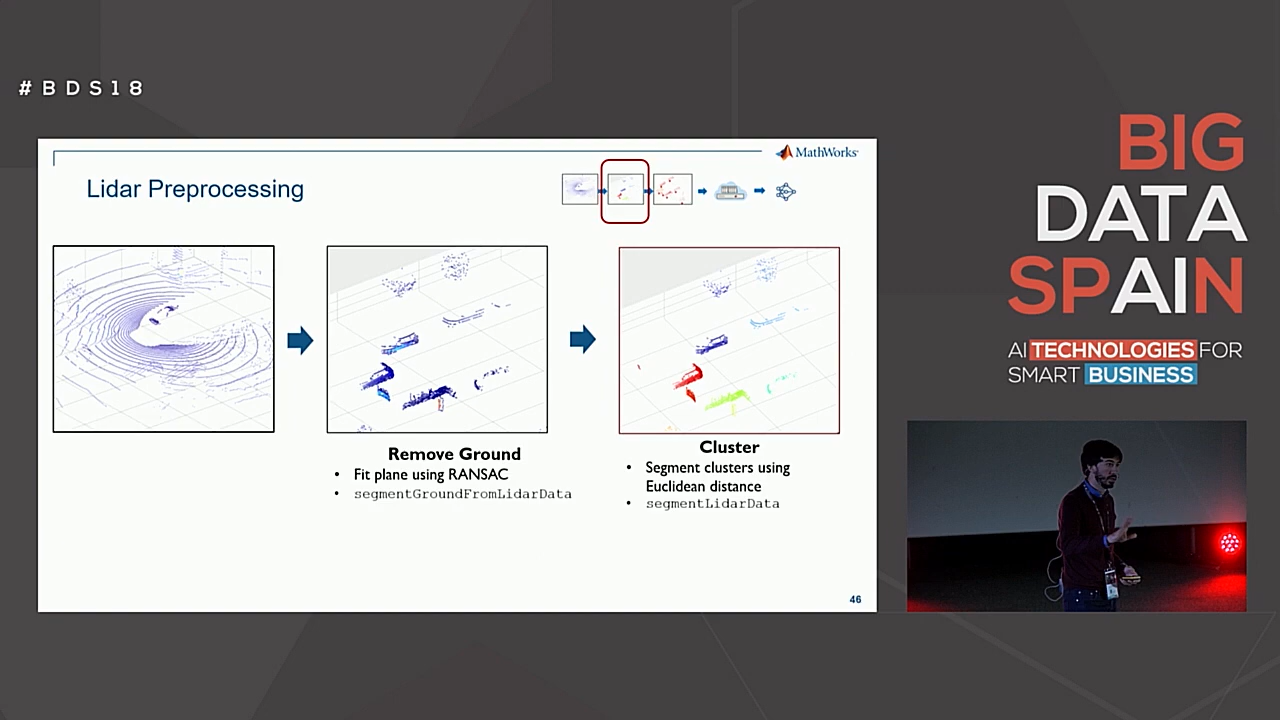 #BDS18
BIG
DATA
SPAIN
AI TECHNOLOGIES FOR
SMART BUSINESS
MathWorks
Lidar Preprocessing
Remove Ground
• Fit plane using RANSAC
• segmentGroundFromLidarData
Cluster
• Segment clusters using
Euclidean distance
• segmentLidarData
46